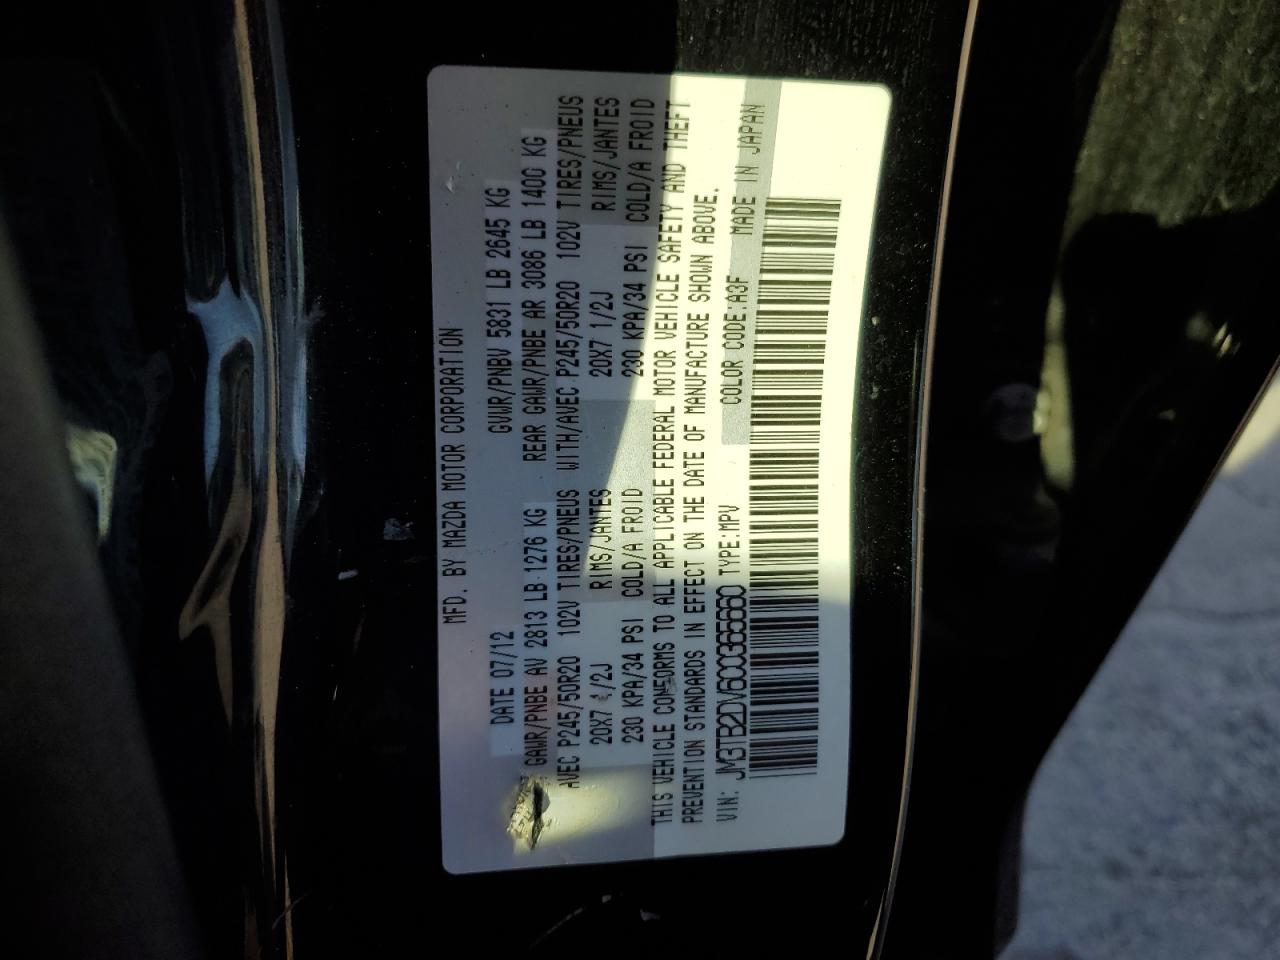 MFD. BY MAZDA MOTOR CORPORATION
DATE 07/12 GVWR/PNBV 5831 LB 2645 KG
GAWR/PNBE AV 2813 LB 1276 KG REAR GAWR/PNBE AR 3086 LB 1400 KG
AVEC P245/50R20 102V TIRES/PNEUS WITH/AVEC P245/50R20 102V TIRES/PNEUS
20X7 /2J RIMS/JANTES 20X7 1/2J RIMS/JANTES
230 KPA/34 PSI COLD/A FROID 230 KPA/34 PSI COLD/A FROID
THIS VEHICLE CONFORMS TO ALL APPLICABLE FEDERAL MOTOR VEHICLE SAFETY AND THEFT
PREVENTION STANDARDS IN EFFECT ON THE DATE OF MANUFACTURE SHOWN ABOVE.
VIN: TYPE:MPV COLOR CODE:A3F MADE IN JAPAN